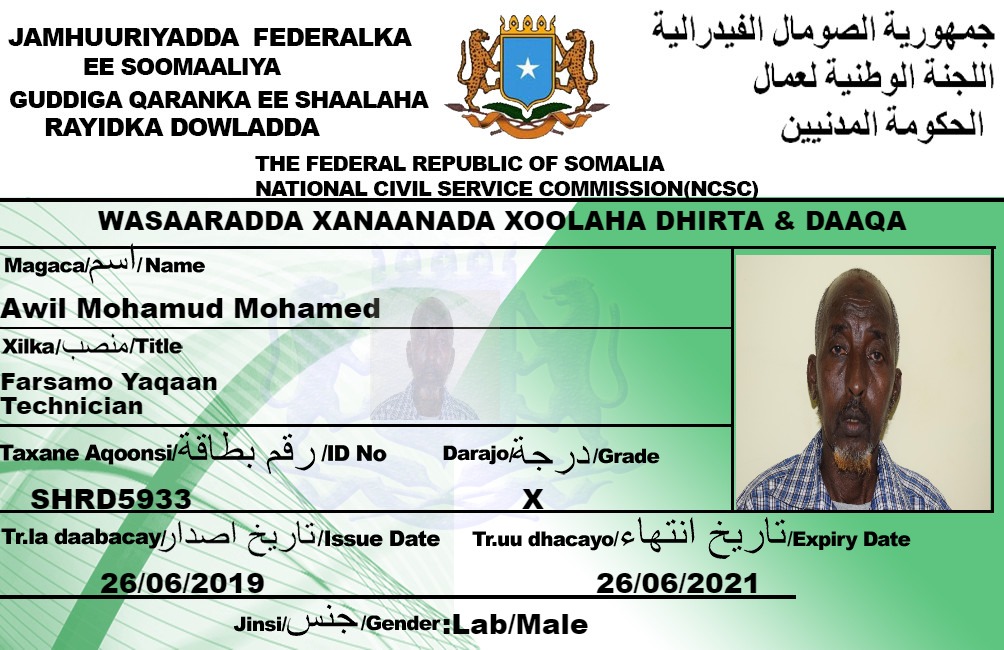 JAMHUURIYADDA FEDERALKA
EE SOOMAALIYA
GUDDIGA QARANKA EE SHAALAHA
RAYIDKA DOWLADDA
جمهورية الصومال الفيدرالية
اللجنة الوطنية لعمال
الحكومة المدنيين
THE FEDERAL REPUBLIC OF SOMALIA
NATIONAL CIVIL SERVICE COMMISSION(NCSC)
WASAARADDA XANAANADA XOOLAHA DHIRTA & DAAQA
Magaca/اسم/Name
Awil Mohamud Mohamed
Xilka/منصب/Title
Farsamo Yaqaan
Technician
Taxane Aqoonsi/رقم بطاقة/ID No Darajo/درجة/Grade
SHRD5933 X
Tr.la daabacay/تاريخ اصدار/Issue Date Tr.uu dhacayo/تاريخ انتهاء/Expiry Date
26/06/2019 26/06/2021
Jinsi/جنس/Gender:Lab/Male